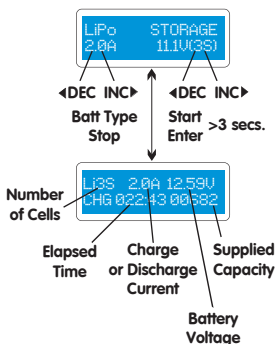 LiPo STORAGE
2.0A 11.1V(3S)
◄DEC INC► ◄DEC INC►
Batt Type Start
Stop Enter >3 secs.
Li3S 2.0A 12.59V
CHG 022:43 00682
Number
of Cells
Elapsed Charge Supplied
Time or Discharge Capacity
Current
Battery
Voltage